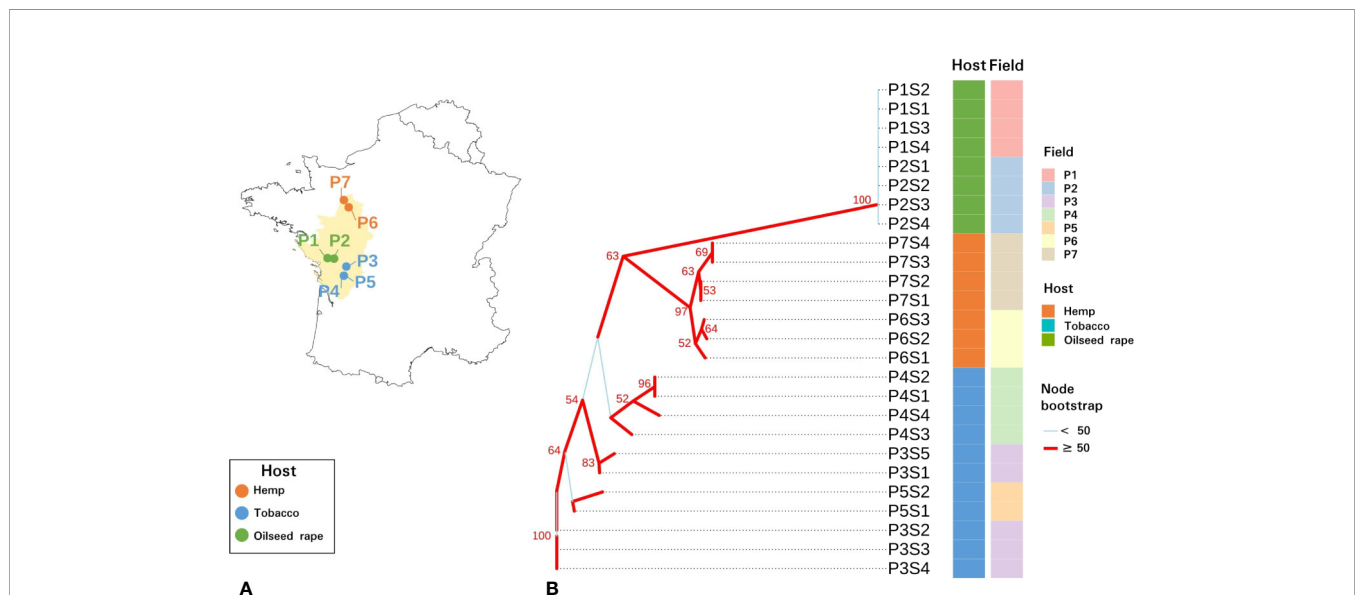 P7
P6
P1 P2
P3
P4 P5
Host
Hemp
Tobacco
Oilseed rape
A
Host Field
P1S2
P1S1
P1S3
P1S4
P2S1
P2S2
100 P2S3
P2S4
P7S4
69
63 P7S3
63
P7S2
53
P7S1
97
P6S3
64
P6S2
52
P6S1
P4S2
96
P4S1
52
54
P4S4
P4S3
64
P3S5
83
P3S1
P5S2
P5S1
100
P3S2
P3S3
P3S4
B
Field
P1
P2
P3
P4
P5
P6
P7
Host
Hemp
Tobacco
Oilseed rape
Node
bootstrap
< 50
≥ 50